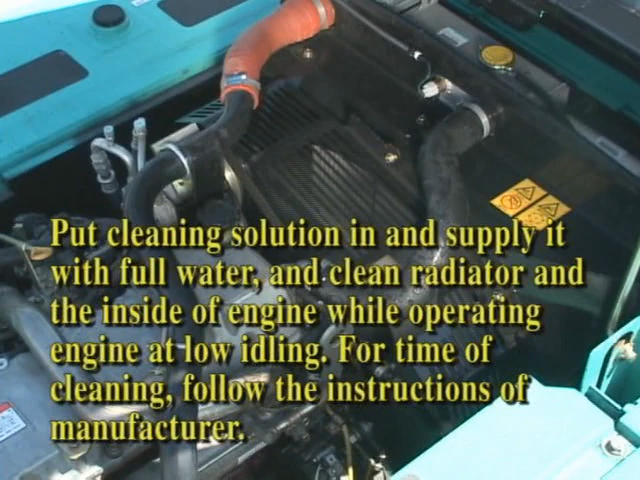 Put cleaning solution in and supply it
with full water, and clean radiator and
the inside of engine while operating
engine at low idling. For time of
cleaning, follow the instructions of
manufacturer.